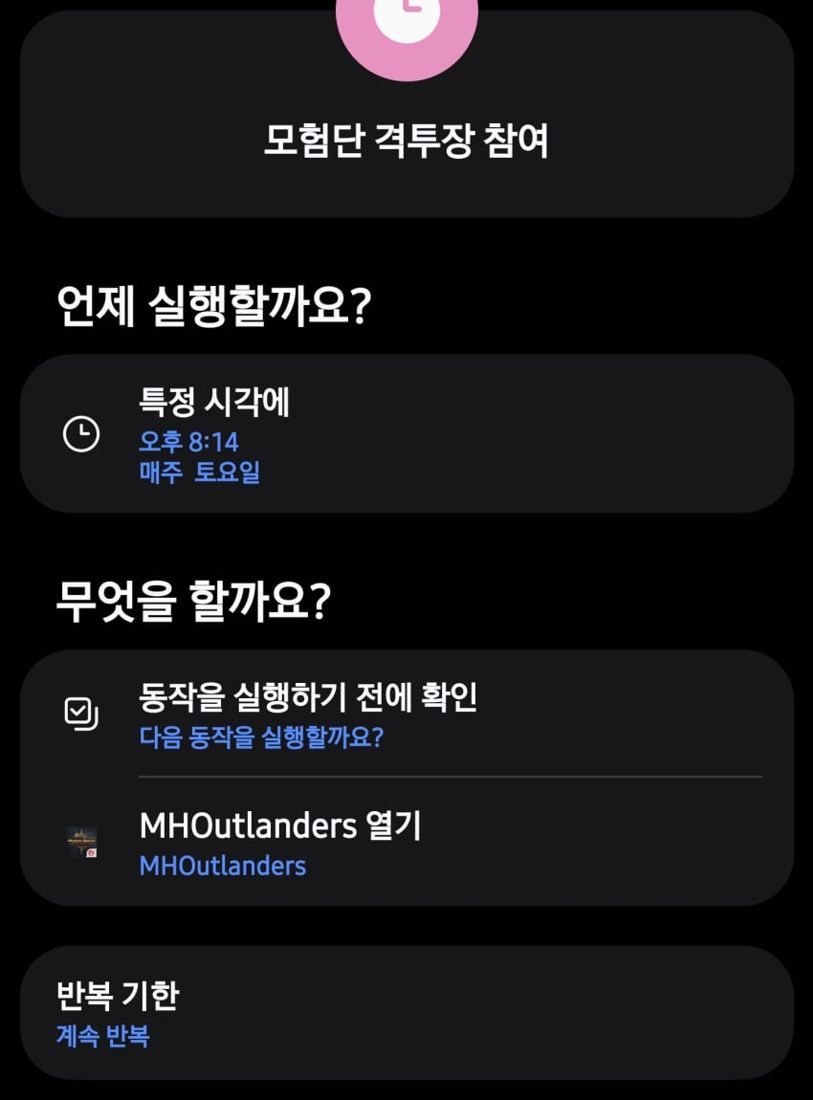 모험단 격투장 참여
언제 실행할까요?
특정 시각에
오후 8:14
매주 토요일
무엇을 할까요?
동작을 실행하기 전에 확인
다음 동작을 실행할까요?
MHOutlanders 열기
MHOutlanders
반복 기한
계속 반복